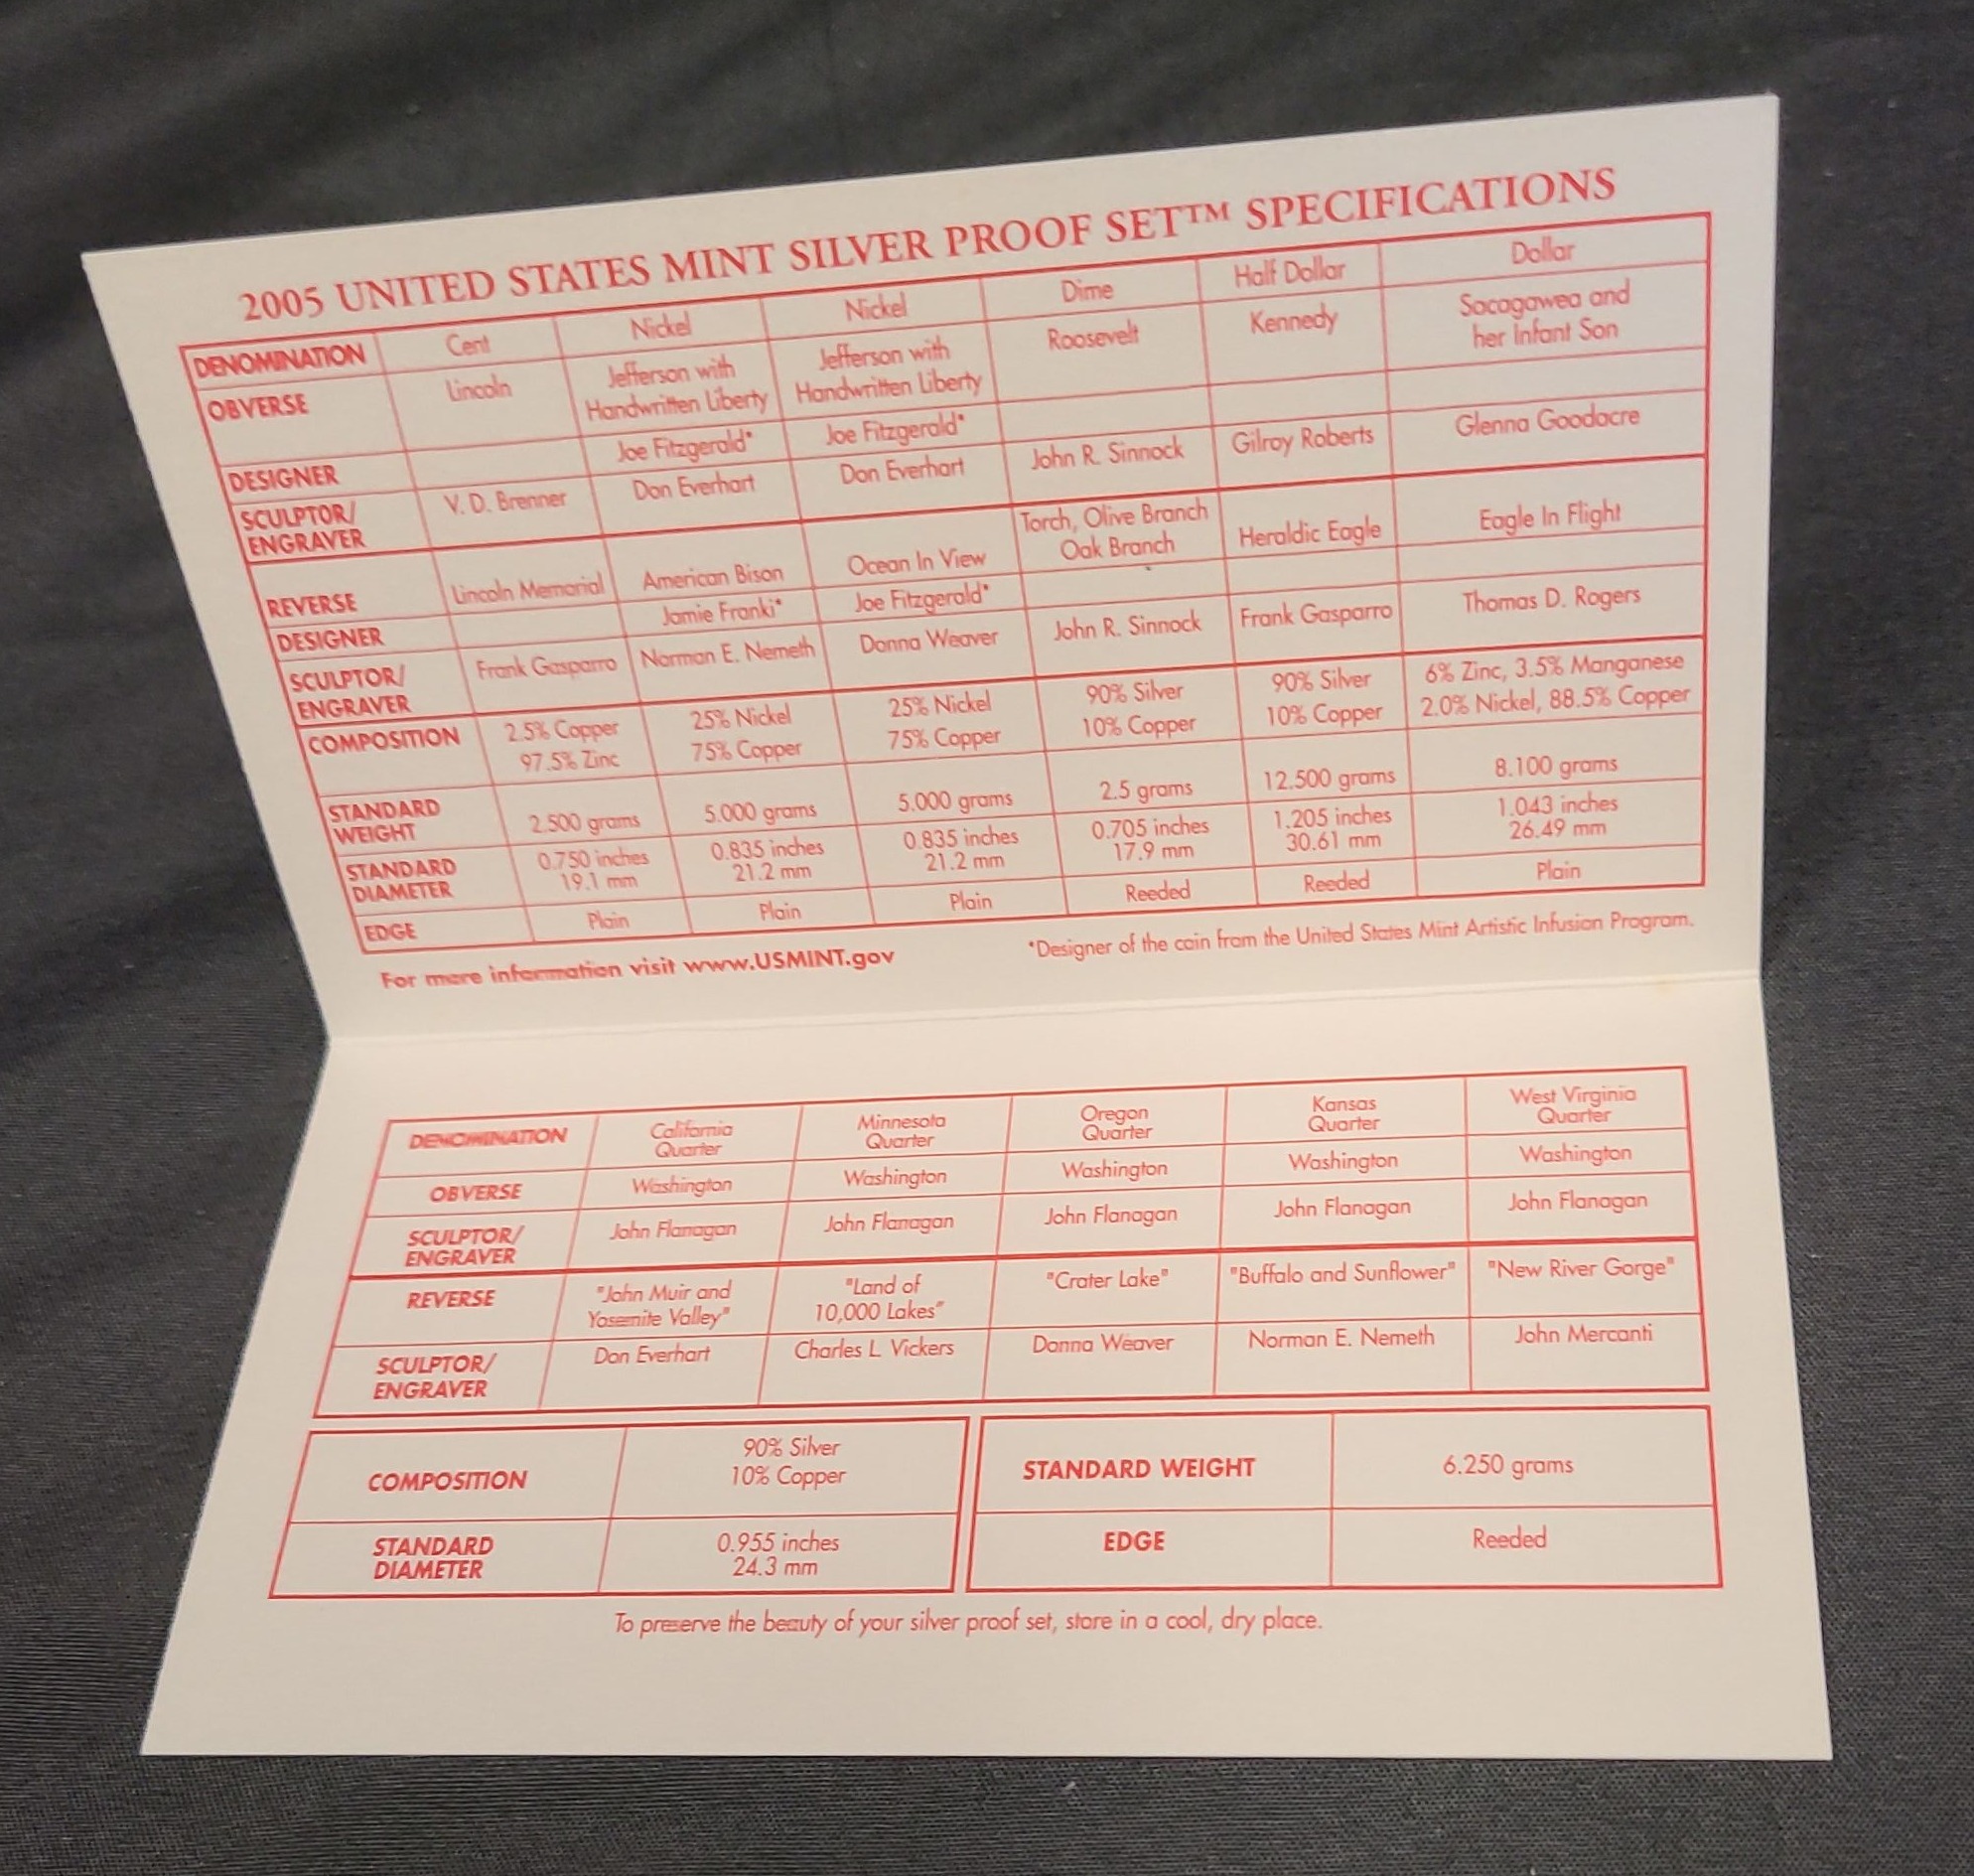 2005 UNITED STATES MINT SILVER PROOF SET™ SPECIFICATIONS
DENOMINATION Cent Nickel Nickel Dime Half Dollar Dollar
OBVERSE Lincoln Jefferson with Handwritten Liberty Jefferson with Handwritten Liberty Roosevelt Kennedy Sacagawea and her Infant Son
DESIGNER Joe Fitzgerald* Joe Fitzgerald*
SCULPTOR/ENGRAVER V. D. Brenner Don Everhart Don Everhart John R. Sinnock Gilroy Roberts Glenna Goodacre
REVERSE Lincoln Memorial American Bison Ocean In View Torch, Olive Branch Oak Branch Heraldic Eagle Eagle In Flight
DESIGNER Jamie Franki* Joe Fitzgerald*
SCULPTOR/ENGRAVER Frank Gasparro Norman E. Nemeth Donna Weaver John R. Sinnock Frank Gasparro Thomas D. Rogers
COMPOSITION 2.5% Copper 97.5% Zinc 25% Nickel 75% Copper 25% Nickel 75% Copper 90% Silver 10% Copper 90% Silver 10% Copper 6% Zinc, 3.5% Manganese 2.0% Nickel, 88.5% Copper
STANDARD WEIGHT 2.500 grams 5.000 grams 5.000 grams 2.5 grams 12.500 grams 8.100 grams
STANDARD DIAMETER 0.750 inches 19.1 mm 0.835 inches 21.2 mm 0.835 inches 21.2 mm 0.705 inches 17.9 mm 1.205 inches 30.61 mm 1.043 inches 26.49 mm
EDGE Plain Plain Plain Reeded Reeded Plain
For more information visit www.USMINT.gov *Designer of the coin from the United States Mint Artistic Infusion Program.
DENOMINATION California Quarter Minnesota Quarter Oregon Quarter Kansas Quarter West Virginia Quarter
OBVERSE Washington Washington Washington Washington Washington
SCULPTOR/ENGRAVER John Flanagan John Flanagan John Flanagan John Flanagan John Flanagan
REVERSE "John Muir and Yosemite Valley" "Land of 10,000 Lakes" "Crater Lake" "Buffalo and Sunflower" "New River Gorge"
SCULPTOR/ENGRAVER Don Everhart Charles L. Vickers Donna Weaver Norman E. Nemeth John Mercanti
COMPOSITION 90% Silver 10% Copper STANDARD WEIGHT 6.250 grams
STANDARD DIAMETER 0.955 inches 24.3 mm EDGE Reeded
To preserve the beauty of your silver proof set, store in a cool, dry place.